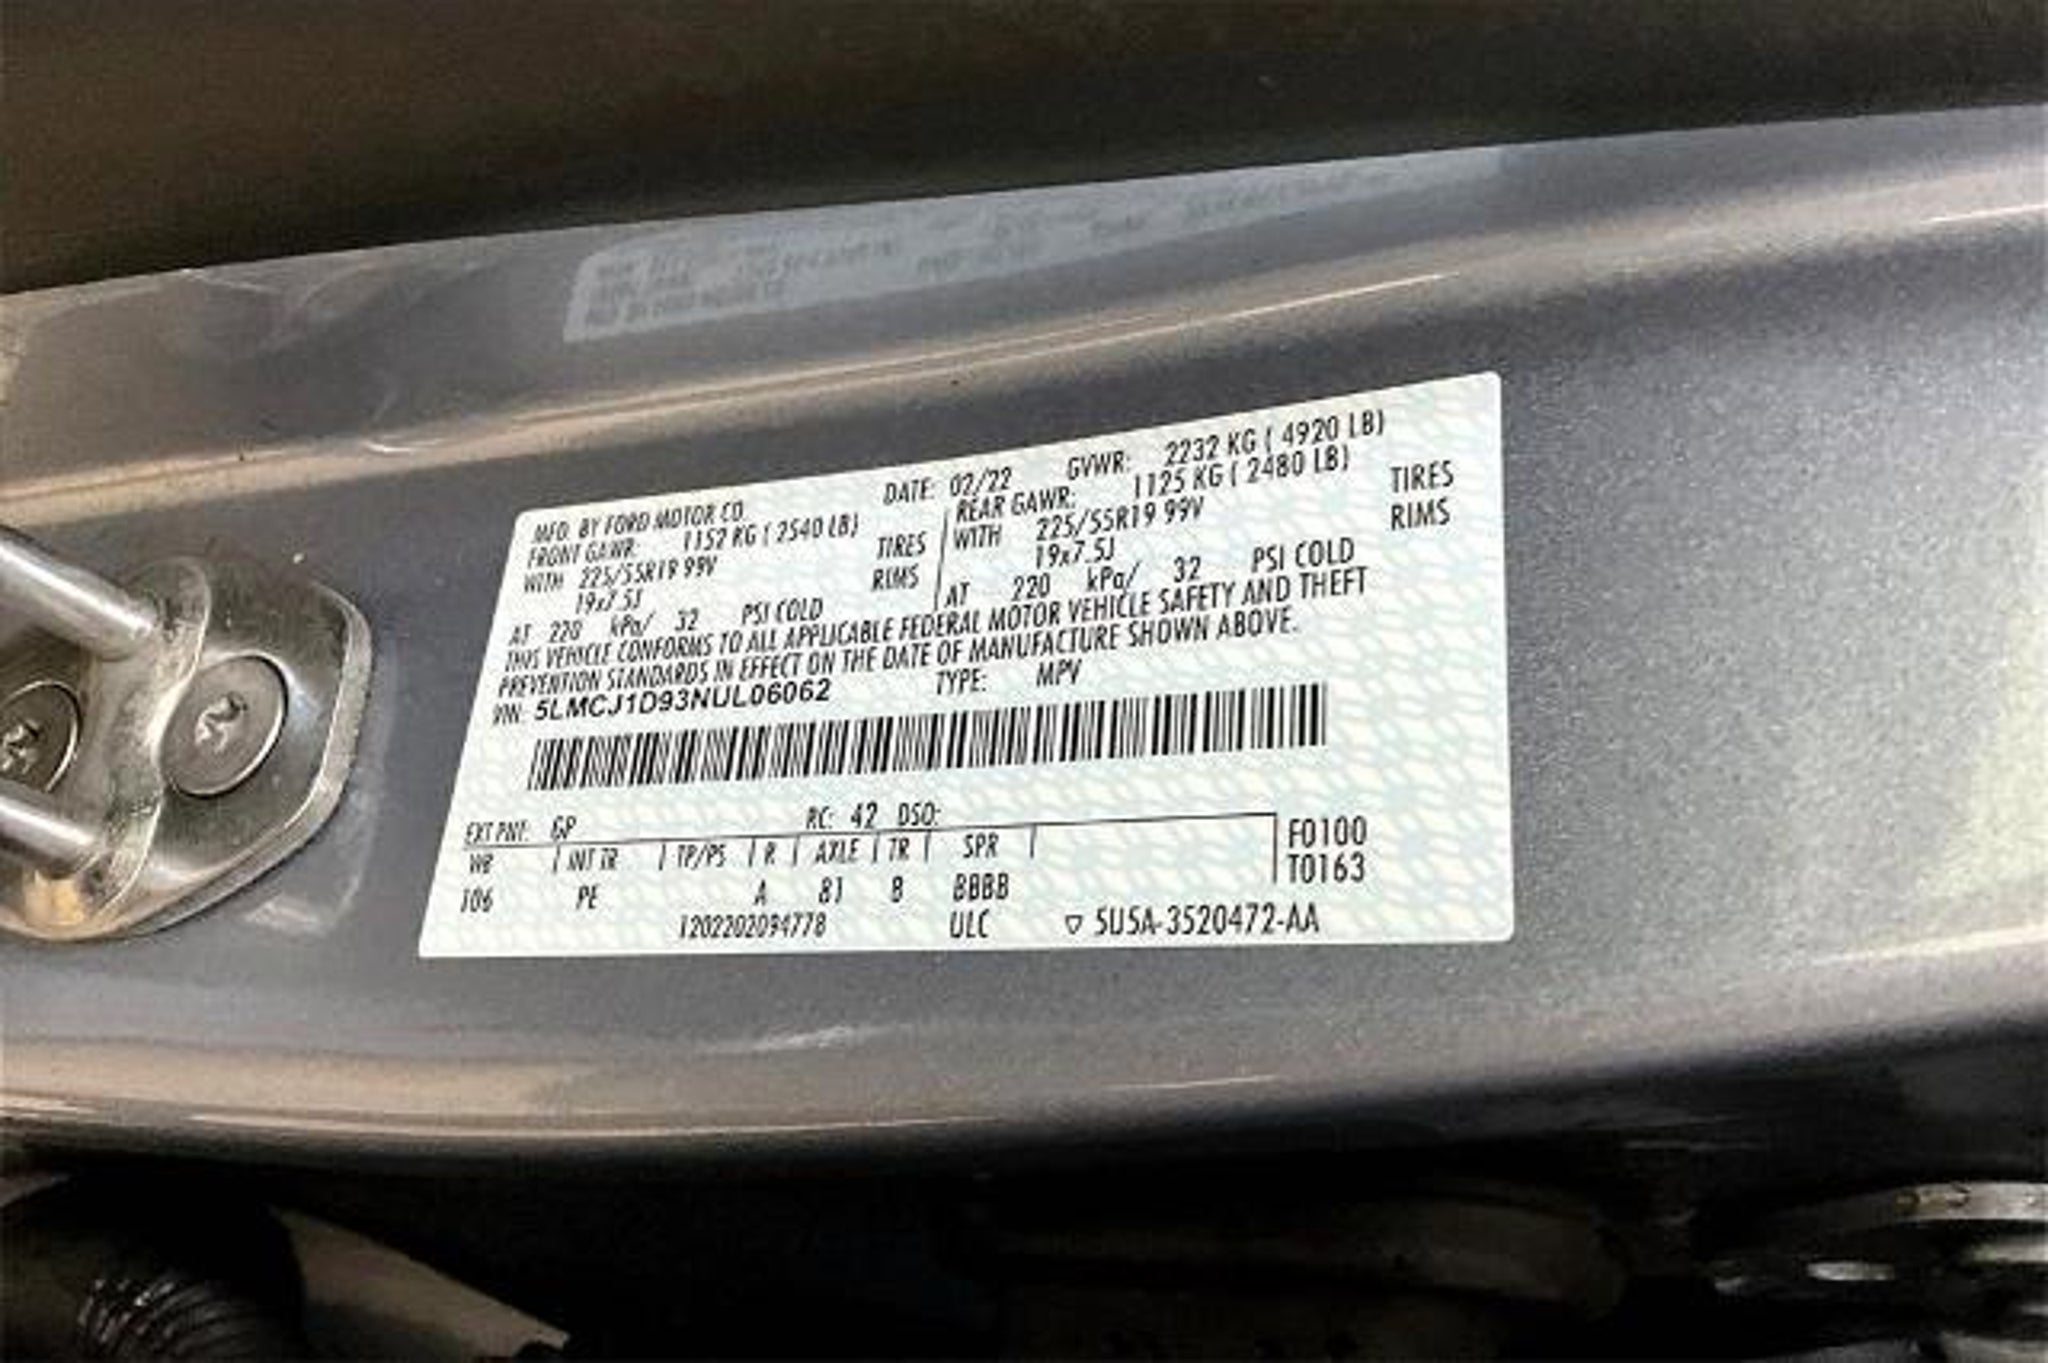 MFD. BY FORD MOTOR CO. DATE: 02/22 GVWR: 2232 KG ( 4920 LB)
FRONT GAWR: 1152 KG ( 2540 LB) REAR GAWR: 1125 KG ( 2480 LB)
WITH 225/55R19 99V TIRES WITH 225/55R19 99V TIRES
19x7.5J RIMS 19x7.5J RIMS
AT 220 kPa/ 32 PSI COLD AT 220 kPa/ 32 PSI COLD
THIS VEHICLE CONFORMS TO ALL APPLICABLE FEDERAL MOTOR VEHICLE SAFETY AND THEFT
PREVENTION STANDARDS IN EFFECT ON THE DATE OF MANUFACTURE SHOWN ABOVE.
VIN: 5LMCJ1D93NUL06062 TYPE: MPV
EXT PNT: GP RC: 42 DSO:
WB INT TR TP/PS R AXLE TR SPR F0100
106 PE A 81 8 BBBB T0163
1202202094778 ULC ▽ 5U5A-3520472-AA